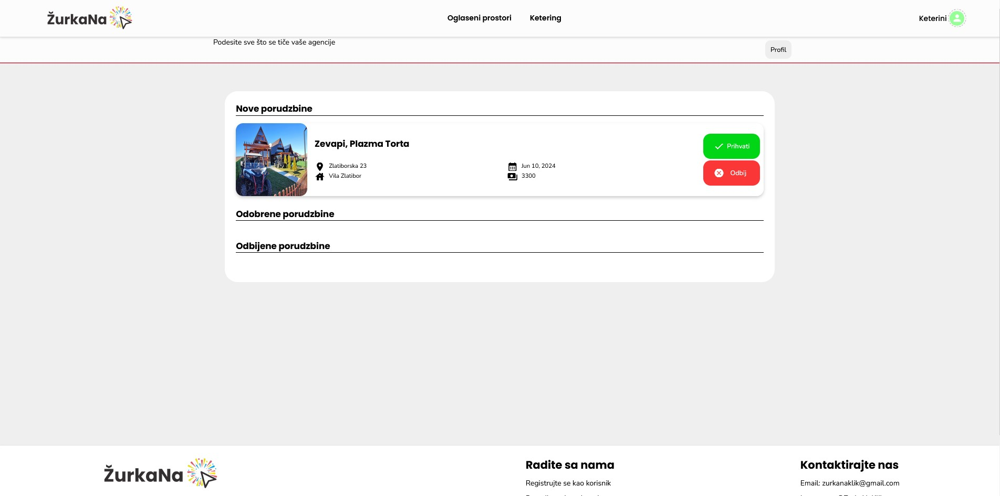 ŽurkaNa
Oglaseni prostori
Ketering
Keterini
Podesite sve što se tiče vaše agencije
Profil
Nove porudzbine
Zevapi, Plazma Torta
Zlatiborska 23
Jun 10, 2024
Vila Zlatibor
3300
Prihvati
Odbij
Odobrene porudzbine
Odbijene porudzbine
ŽurkaNa
Radite sa nama
Registrujte se kao korisnik
Kontaktirajte nas
Email: zurkanaklik@gmail.com